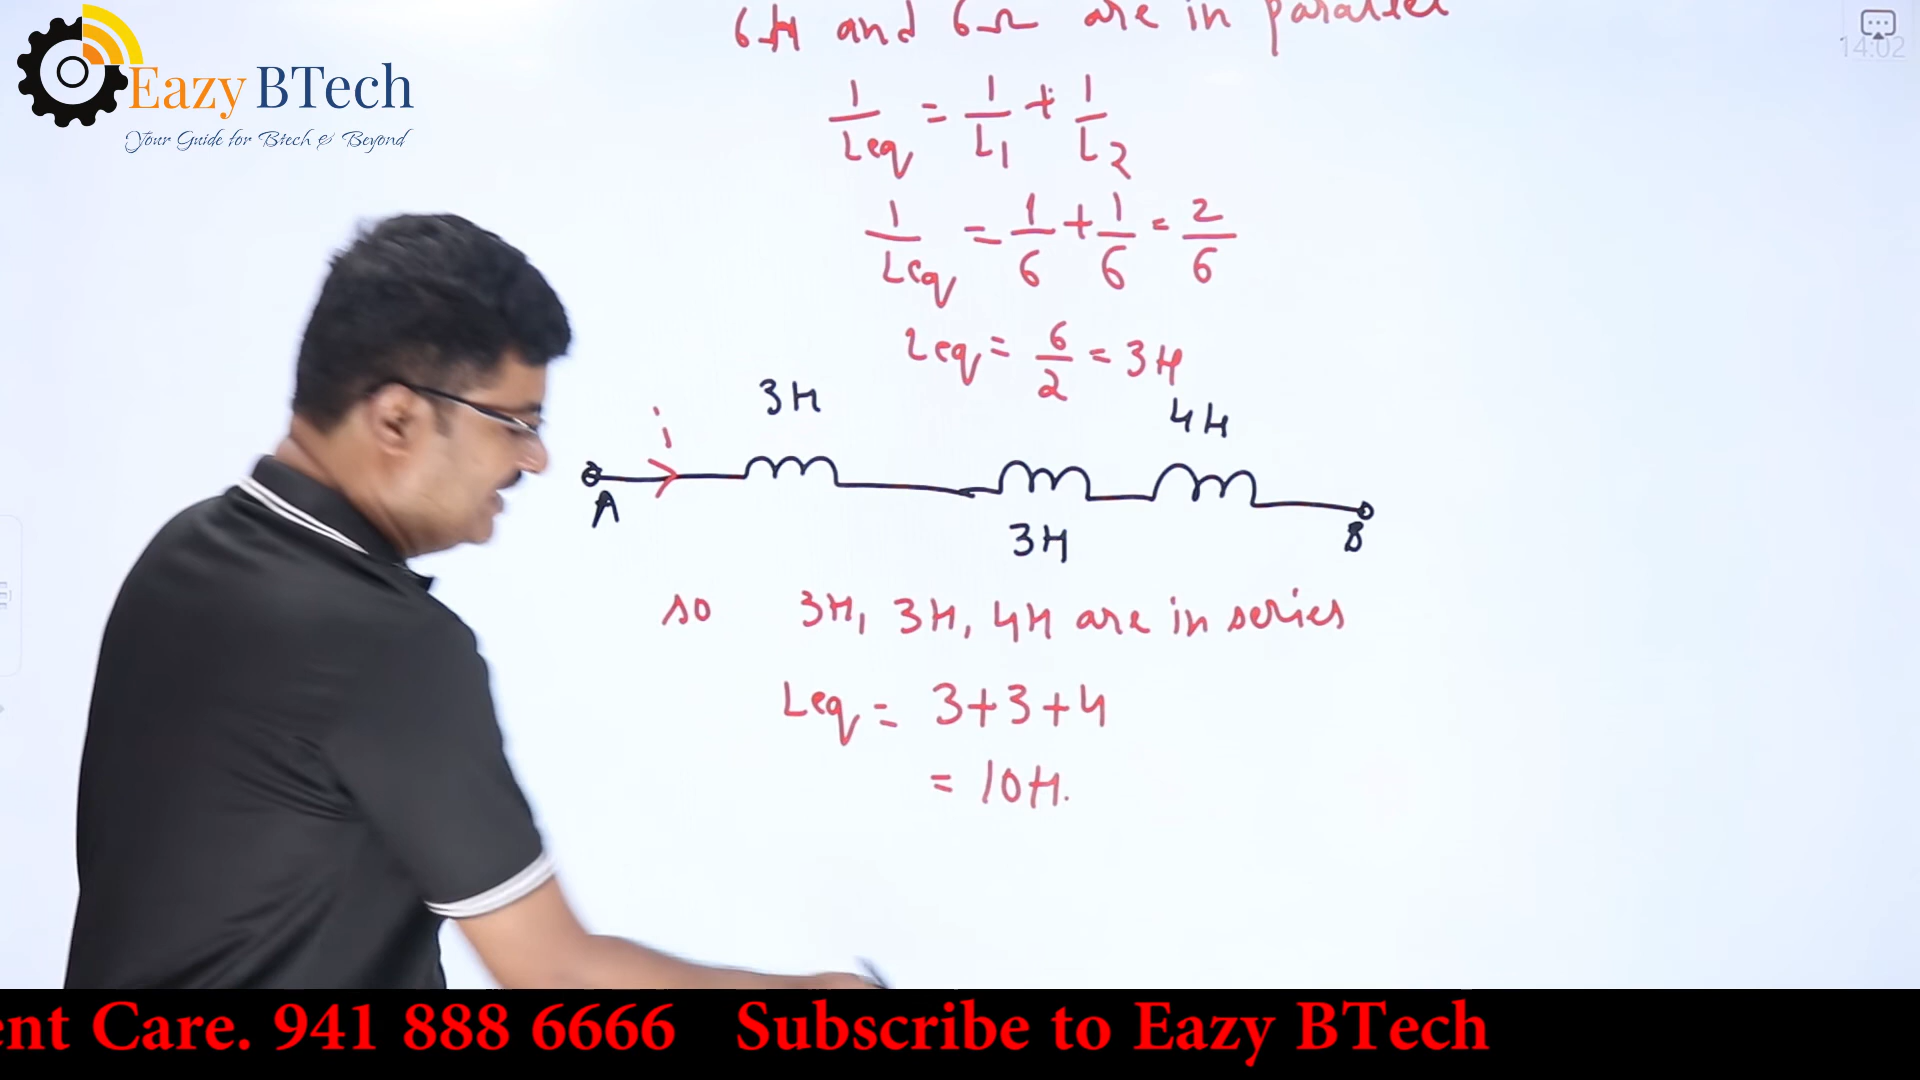 6H and 6Ω are in parallel
Eazy BTech
Your Guide for Btech & Beyond
14:02
1/Leq = 1/L1 + 1/L2
1/Leq = 1/6 + 1/6 = 2/6
Leq = 6/2 = 3H
3H
4H
i
A
3H
B
so 3H, 3H, 4H are in series
Leq = 3+3+4
= 10H.
ent Care. 941 888 6666 Subscribe to Eazy BTech